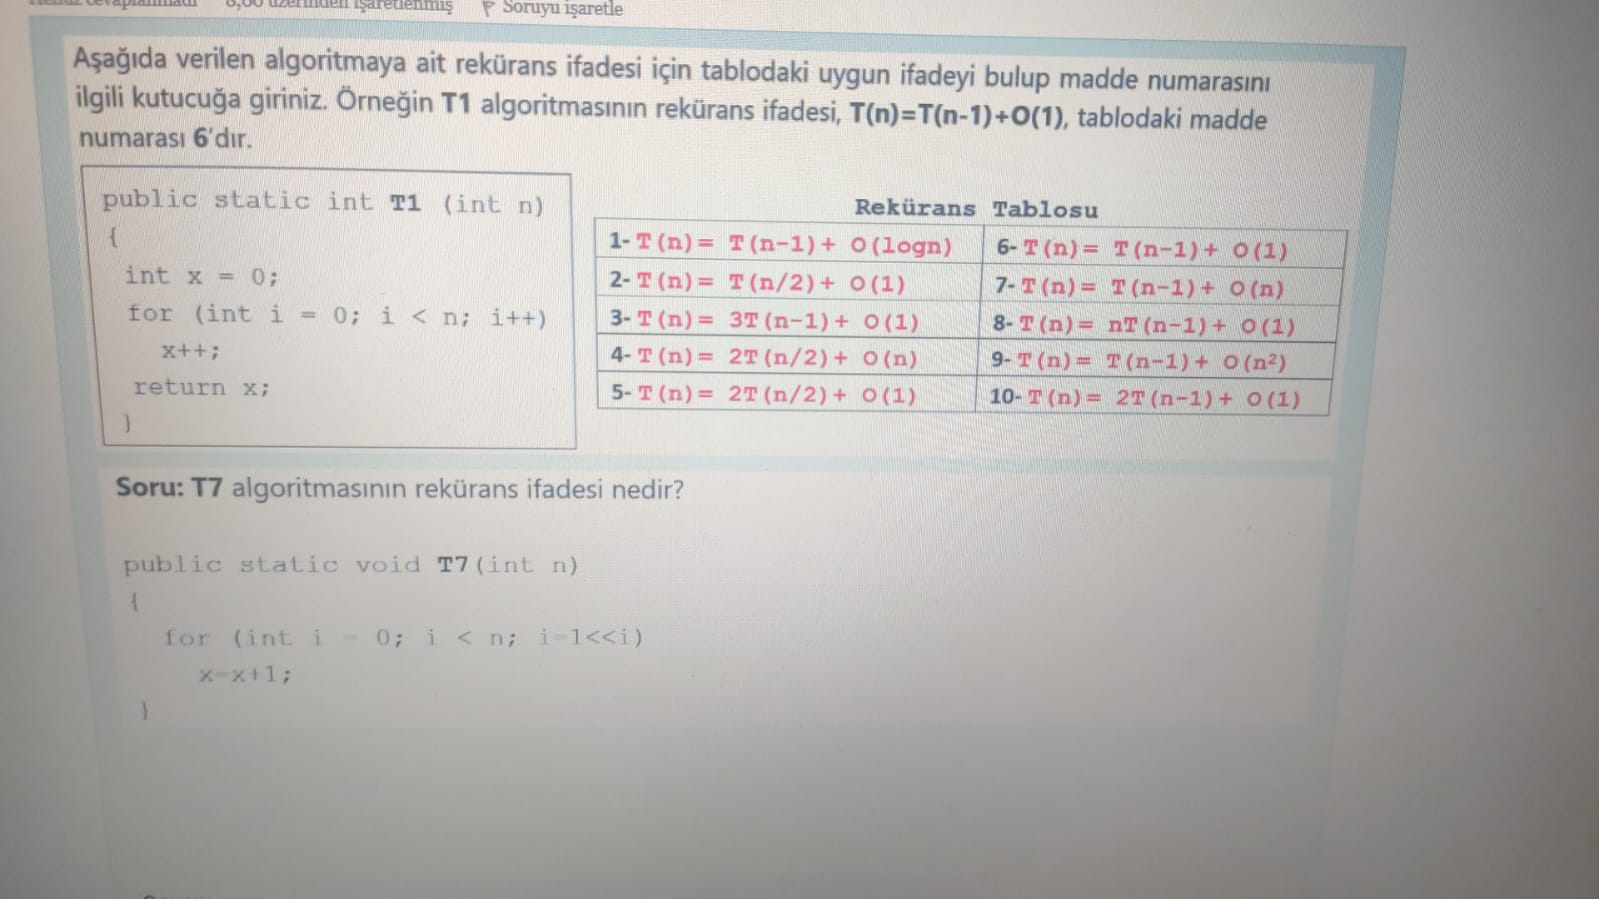 8,00 üzerinden işaretlenmiş Soruyu işaretle
Aşağıda verilen algoritmaya ait rekürans ifadesi için tablodaki uygun ifadeyi bulup madde numarasını
ilgili kutucuğa giriniz. Örneğin T1 algoritmasının rekürans ifadesi, T(n)=T(n-1)+O(1), tablodaki madde
numarası 6'dır.
public static int T1 (int n)
{
int x = 0;
for (int i = 0; i < n; i++)
x++;
return x;
}
Rekürans Tablosu
1- T(n)= T(n-1)+ O(logn)
6- T(n)= T(n-1)+ O(1)
2- T(n)= T(n/2)+ O(1)
7- T(n)= T(n-1)+ O(n)
3- T(n)= 3T(n-1)+ O(1)
8- T(n)= nT(n-1)+ O(1)
4- T(n)= 2T(n/2)+ O(n)
9- T(n)= T(n-1)+ O(n²)
5- T(n)= 2T(n/2)+ O(1)
10- T(n)= 2T(n-1)+ O(1)
Soru: T7 algoritmasının rekürans ifadesi nedir?
public static void T7(int n)
{
for (int i = 0; i < n; i=1<<i)
x=x+1;
}